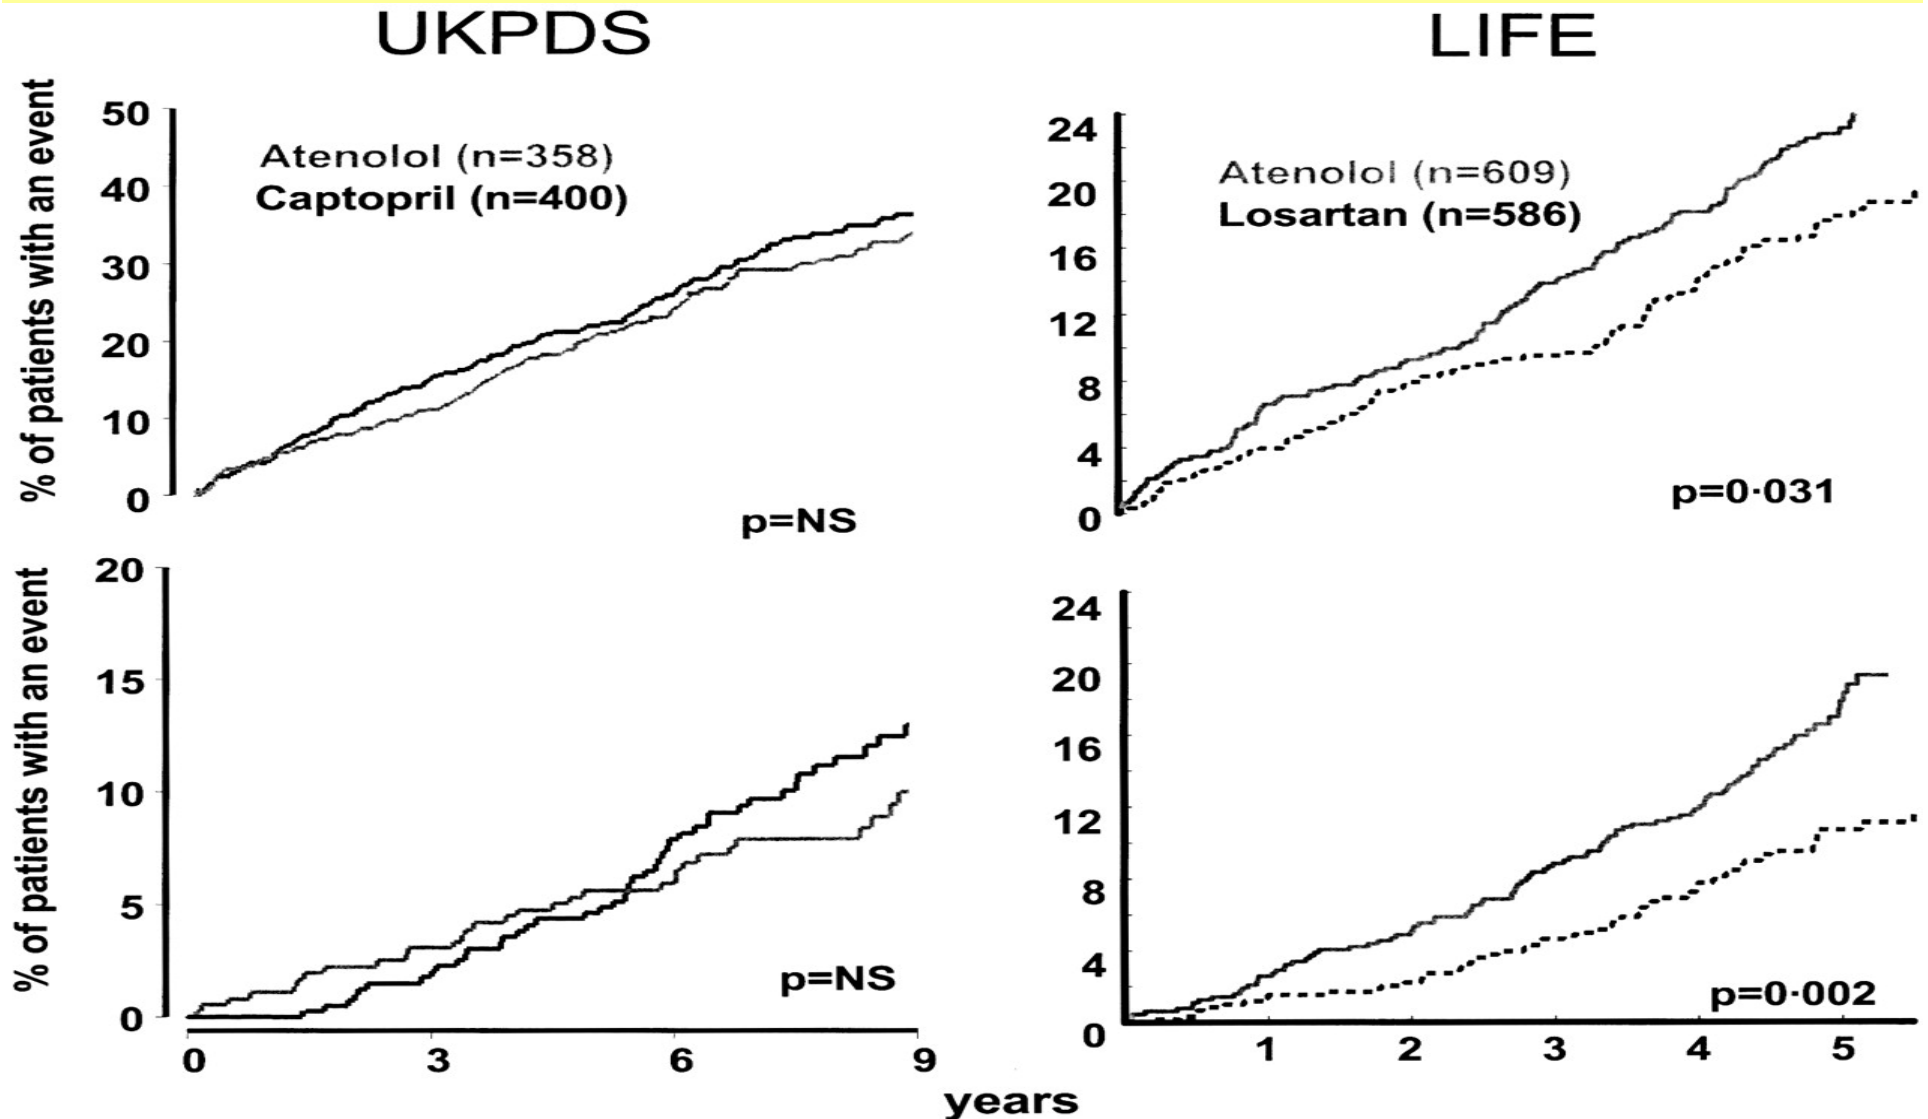 UKPDS
LIFE
% of patients with an event
50
40
30
20
10
0
Atenolol (n=358)
Captopril (n=400)
p=NS
24
20
16
12
8
4
0
Atenolol (n=609)
Losartan (n=586)
p=0·031
% of patients with an event
20
15
10
5
0
p=NS
0
3
6
9
24
20
16
12
8
4
0
p=0·002
1
2
3
4
5
years